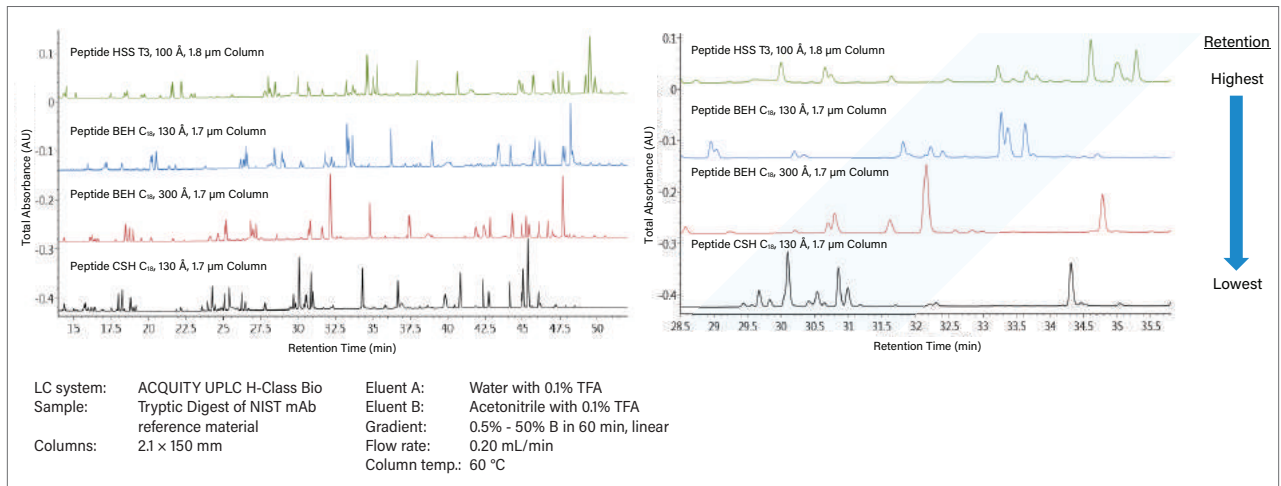 Peptide HSS T3, 100 Å, 1.8 µm Column
Peptide BEH C₁₈, 130 Å, 1.7 µm Column
Peptide BEH C₁₈, 300 Å, 1.7 µm Column
Peptide CSH C₁₈, 130 Å, 1.7 µm Column
Total Absorbance (AU)
0.1
0
-0.1
-0.2
-0.3
-0.4
15 17.5 20 22.5 25 27.5 30 32.5 35 37.5 40 42.5 45 47.5 50
Retention Time (min)
Peptide HSS T3, 100 Å, 1.8 µm Column
Peptide BEH C₁₈, 130 Å, 1.7 µm Column
Peptide BEH C₁₈, 300 Å, 1.7 µm Column
Peptide CSH C₁₈, 130 Å, 1.7 µm Column
Total Absorbance (AU)
0.1
0
-0.1
-0.2
-0.3
-0.4
28.5 29 29.5 30 30.5 31 31.5 32 32.5 33 33.5 34 34.5 35 35.5
Retention Time (min)
Retention
Highest
Lowest
LC system: ACQUITY UPLC H-Class Bio
Sample: Tryptic Digest of NIST mAb
reference material
Columns: 2.1 × 150 mm
Eluent A: Water with 0.1% TFA
Eluent B: Acetonitrile with 0.1% TFA
Gradient: 0.5% - 50% B in 60 min, linear
Flow rate: 0.20 mL/min
Column temp.: 60 °C